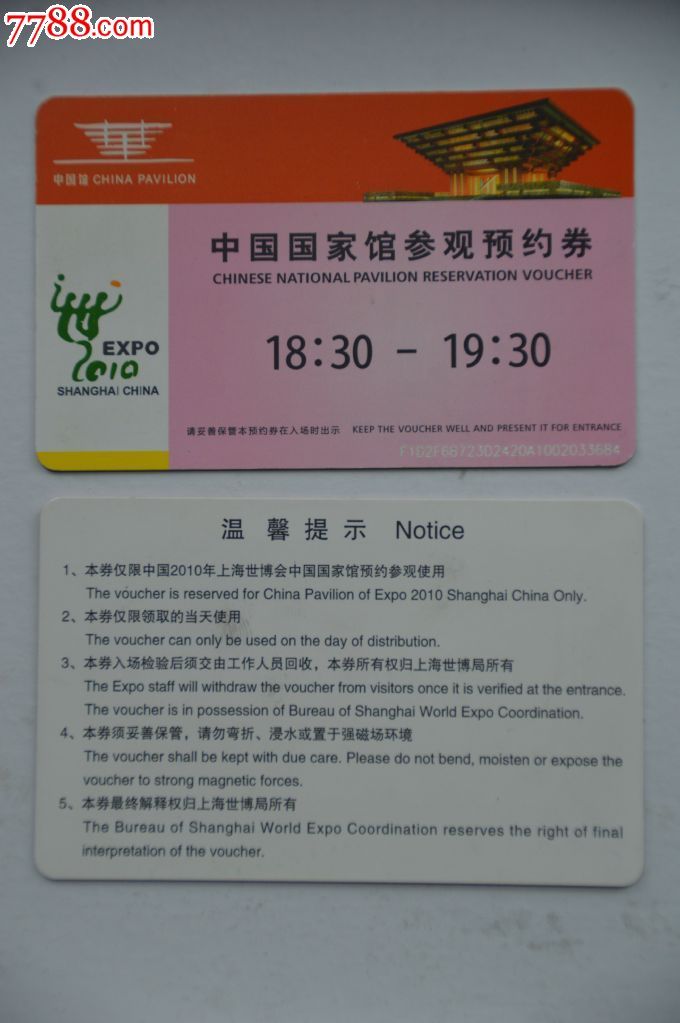 7788.com
中国馆 CHINA PAVILION
中国国家馆参观预约券
CHINESE NATIONAL PAVILION RESERVATION VOUCHER
EXPO
2010
SHANGHAI CHINA
18:30 - 19:30
请妥善保管本预约券在入场时出示 KEEP THE VOUCHER WELL AND PRESENT IT FOR ENTRANCE
F1D2F6B723D2420A1002033684
温馨提示 Notice
1、本券仅限中国2010年上海世博会中国国家馆预约参观使用
The voucher is reserved for China Pavilion of Expo 2010 Shanghai China Only.
2、本券仅限领取的当天使用
The voucher can only be used on the day of distribution.
3、本券入场检验后须交由工作人员回收，本券所有权归上海世博局所有
The Expo staff will withdraw the voucher from visitors once it is verified at the entrance.
The voucher is in possession of Bureau of Shanghai World Expo Coordination.
4、本券须妥善保管，请勿弯折、浸水或置于强磁场环境
The voucher shall be kept with due care. Please do not bend, moisten or expose the
voucher to strong magnetic forces.
5、本券最终解释权归上海世博局所有
The Bureau of Shanghai World Expo Coordination reserves the right of final
interpretation of the voucher.